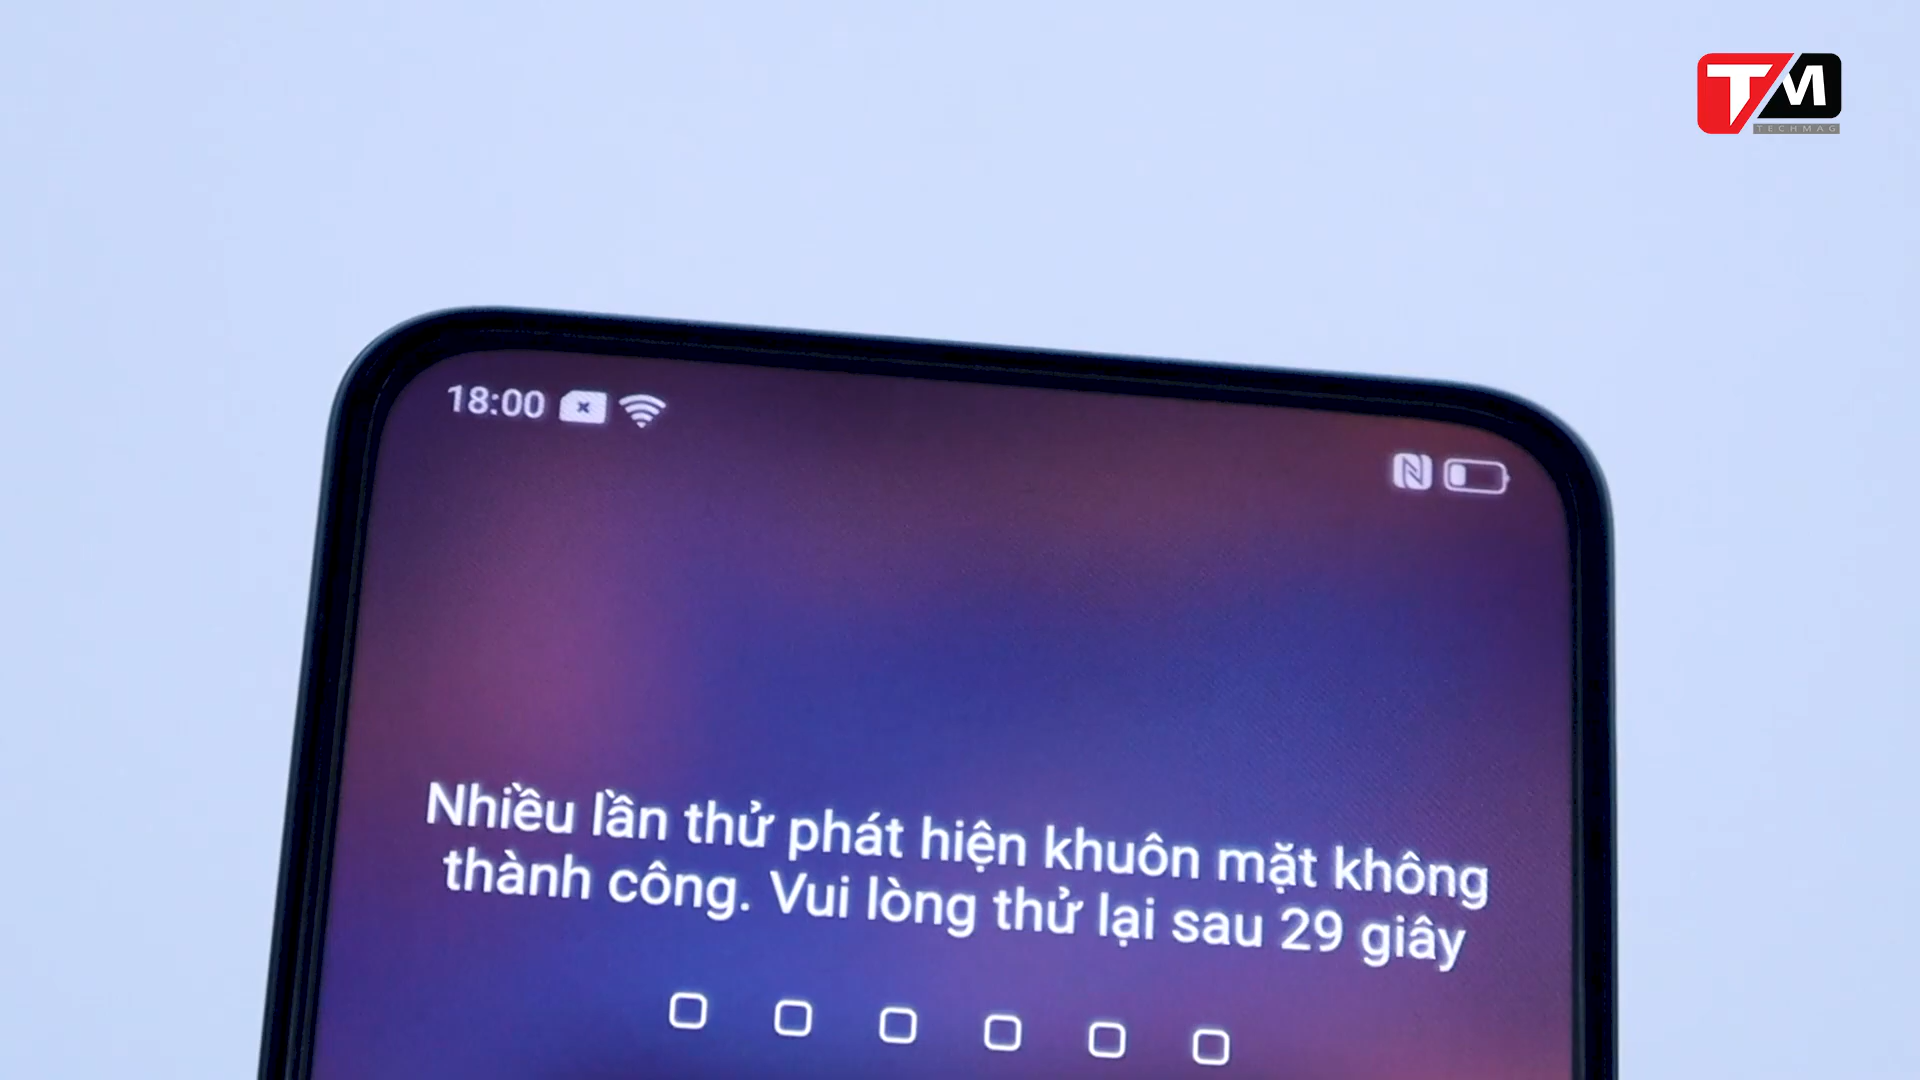 TM
TECHMAG
18:00
Nhiều lần thử phát hiện khuôn mặt không
thành công. Vui lòng thử lại sau 29 giây